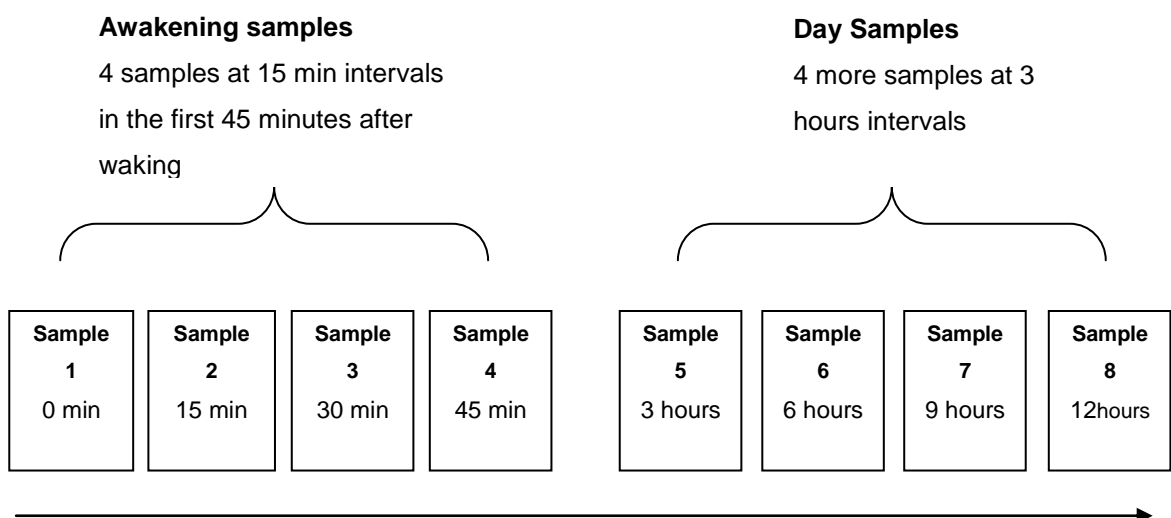 Awakening samples
4 samples at 15 min intervals
in the first 45 minutes after
waking
Day Samples
4 more samples at 3
hours intervals
Sample
1
0 min
Sample
2
15 min
Sample
3
30 min
Sample
4
45 min
Sample
5
3 hours
Sample
6
6 hours
Sample
7
9 hours
Sample
8
12hours